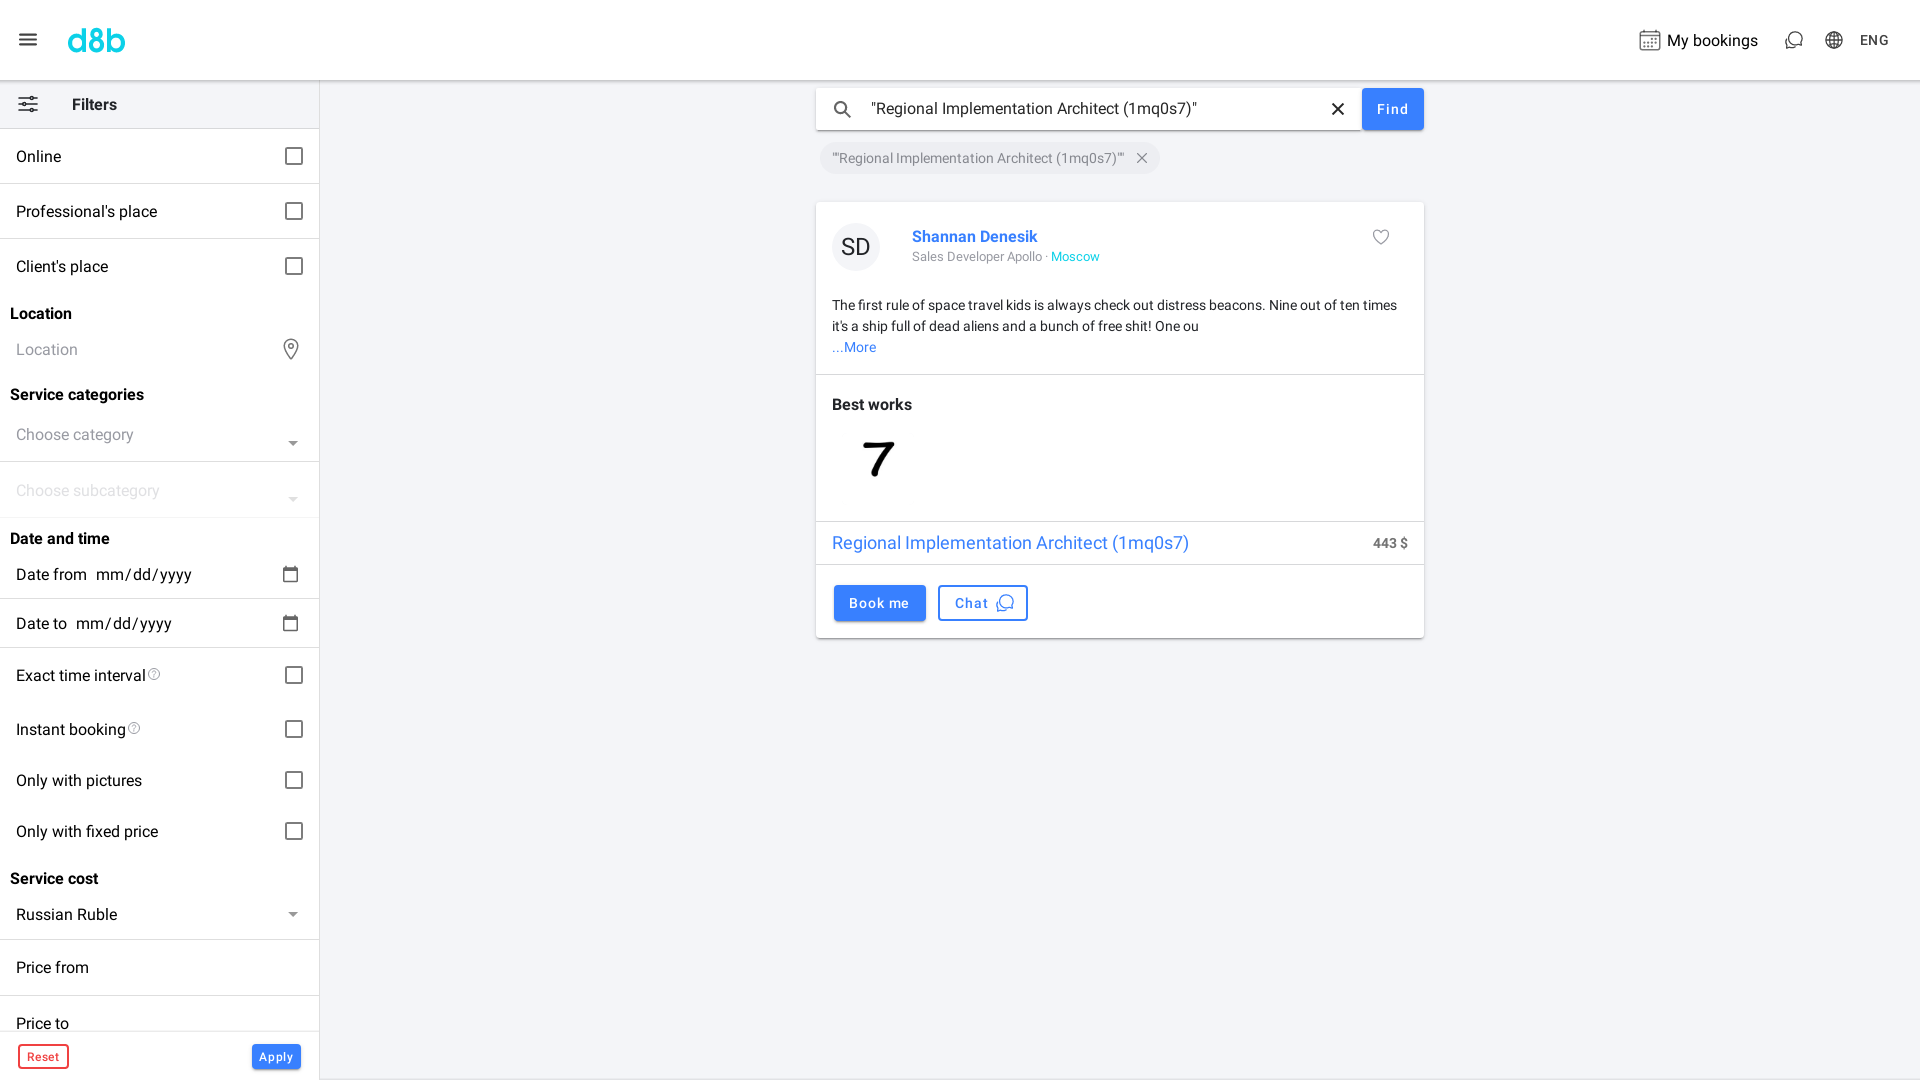 d8b
My bookings
ENG
Filters
Online
Professional's place
Client's place
Location
Location
Service categories
Choose category
Choose subcategory
Date and time
Date from mm/dd/yyyy
Date to mm/dd/yyyy
Exact time interval
Instant booking
Only with pictures
Only with fixed price
Service cost
Russian Ruble
Price from
Price to
Reset
Apply
"Regional Implementation Architect (1mq0s7)"
Find
""Regional Implementation Architect (1mq0s7)""
SD
Shannan Denesik
Sales Developer Apollo · Moscow
The first rule of space travel kids is always check out distress beacons. Nine out of ten times
it's a ship full of dead aliens and a bunch of free shit! One ou
...More
Best works
7
Regional Implementation Architect (1mq0s7)
443 $
Book me
Chat